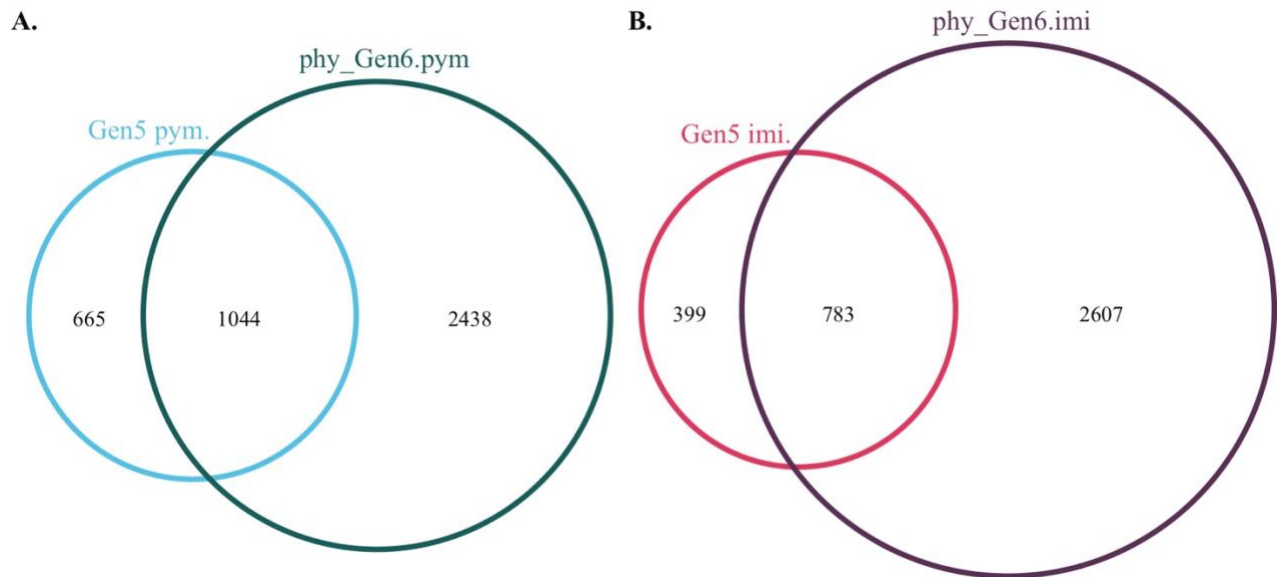 A.
phy_Gen6.pym
Gen5 pym.
665
1044
2438
B.
phy_Gen6.imi
Gen5 imi.
399
783
2607